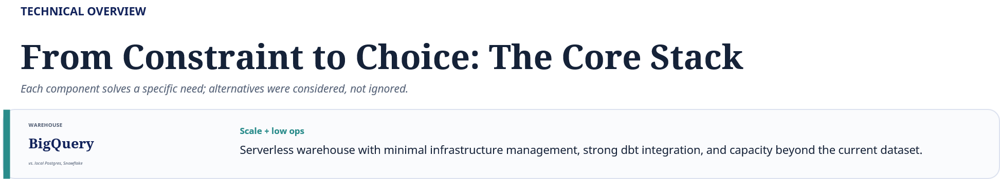 TECHNICAL OVERVIEW
From Constraint to Choice: The Core Stack
Each component solves a specific need; alternatives were considered, not ignored.
WAREHOUSE
BigQuery
vs. local Postgres, Snowflake
Scale + low ops
Serverless warehouse with minimal infrastructure management, strong dbt integration, and capacity beyond the current dataset.